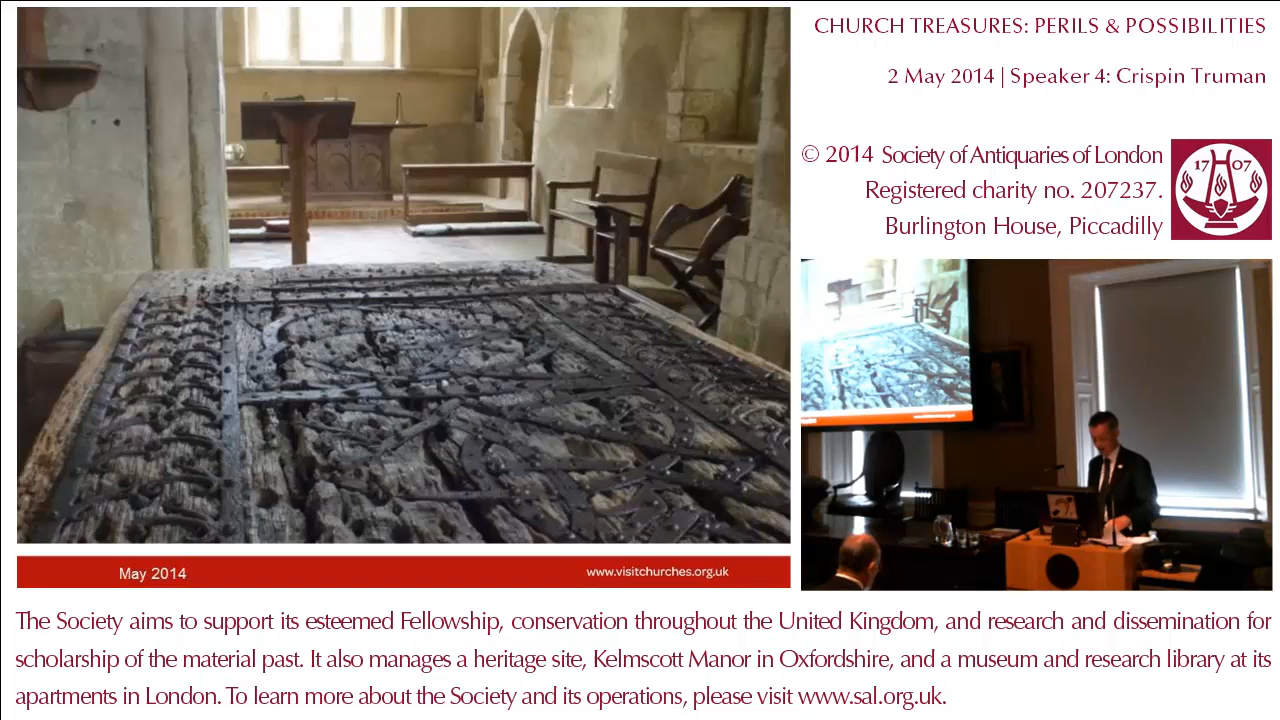 CHURCH TREASURES: PERILS & POSSIBILITIES
2 May 2014 | Speaker 4: Crispin Truman
© 2014 Society of Antiquaries of London
Registered charity no. 207237.
Burlington House, Piccadilly
17 07
May 2014
www.visitchurches.org.uk
The Society aims to support its esteemed Fellowship, conservation throughout the United Kingdom, and research and dissemination for
scholarship of the material past. It also manages a heritage site, Kelmscott Manor in Oxfordshire, and a museum and research library at its
apartments in London. To learn more about the Society and its operations, please visit www.sal.org.uk.